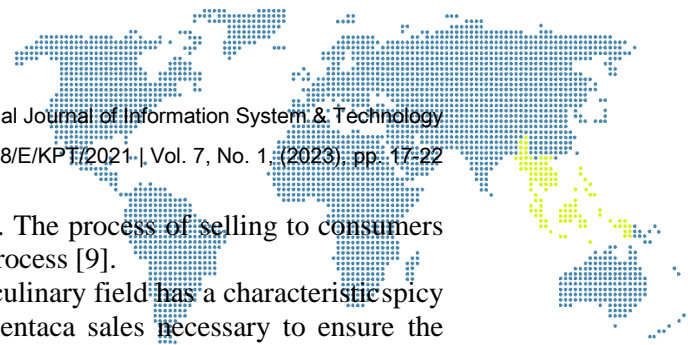 al Journal of Information System & Technology
8/E/KPT/2021 | Vol. 7, No. 1, (2023), pp. 17-22
. The process of selling to consumers
rocess [9].
culinary field has a characteristic spicy
entaca sales necessary to ensure the